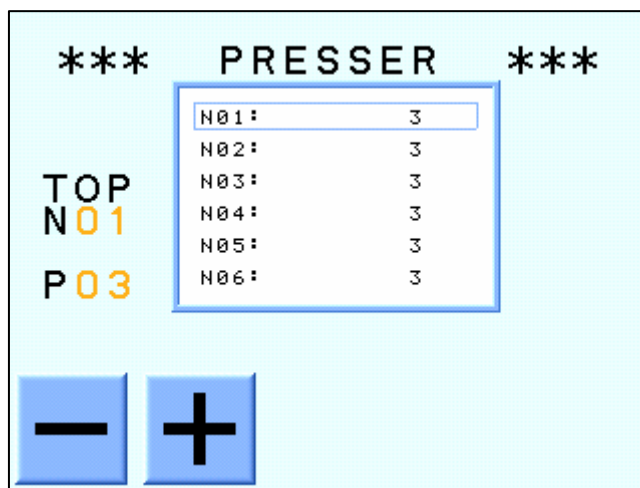 *** PRESSER ***
N01: 3
N02: 3
N03: 3
N04: 3
N05: 3
N06: 3
TOP
N01
P03
− +